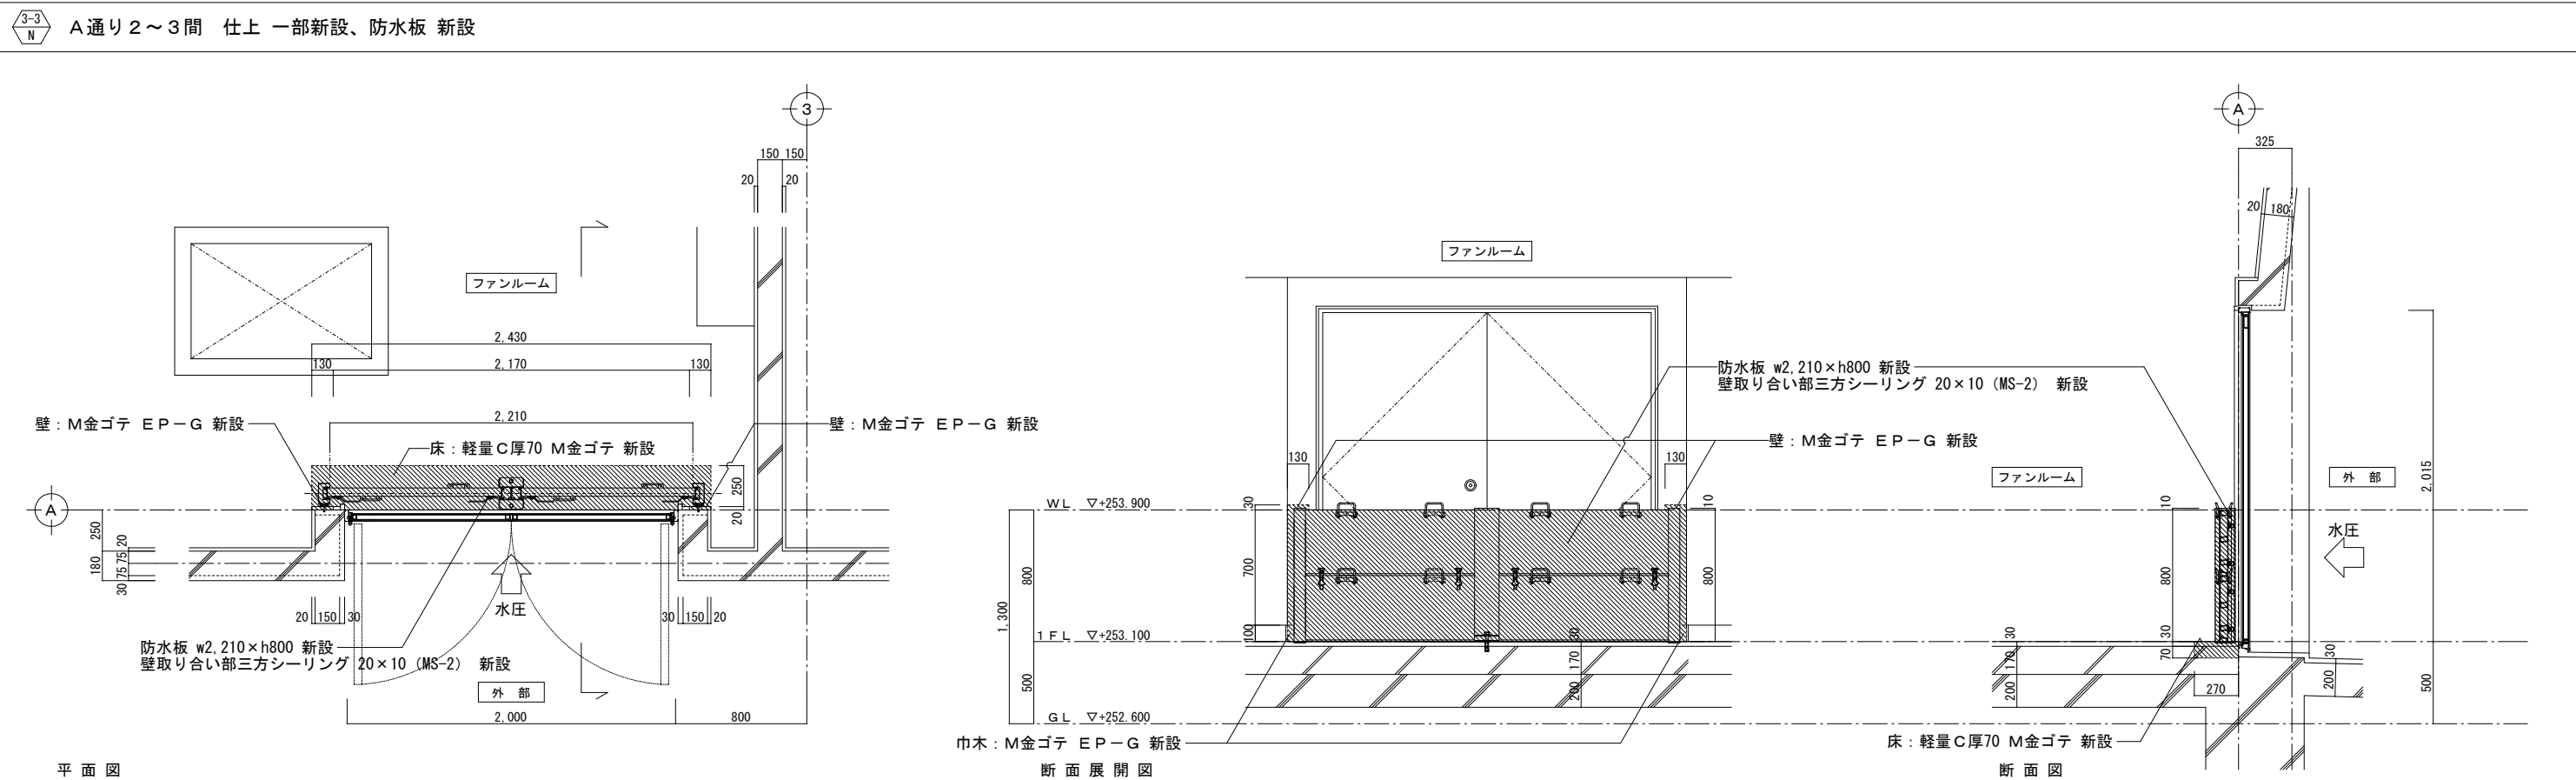 3-3
N
A通り2～3間　仕上 一部新設、防水板 新設
3
150 150
20 20
ファンルーム
2,430
130 2,170 130
2,210
壁：M金ゴテ EP－G 新設
壁：M金ゴテ EP－G 新設
床：軽量C厚70 M金ゴテ 新設
A
250
20
250
180
20
75
75
30
20 150 30
30 150 20
水圧
防水板 w2,210×h800 新設
壁取り合い部三方シーリング 20×10（MS-2） 新設
外 部
2,000 800
平 面 図
ファンルーム
防水板 w2,210×h800 新設
壁取り合い部三方シーリング 20×10（MS-2） 新設
壁：M金ゴテ EP－G 新設
130 130
WL ▽+253.900
30
700
100
10
800
800
1,300
500
1FL ▽+253.100
30
170
200
GL ▽+252.600
巾木：M金ゴテ EP－G 新設
断 面 展 開 図
A
325
20 180
ファンルーム
外 部
2,015
水圧
10
800
30
70
30
170
200
270
30
200
500
床：軽量C厚70 M金ゴテ 新設
断 面 図